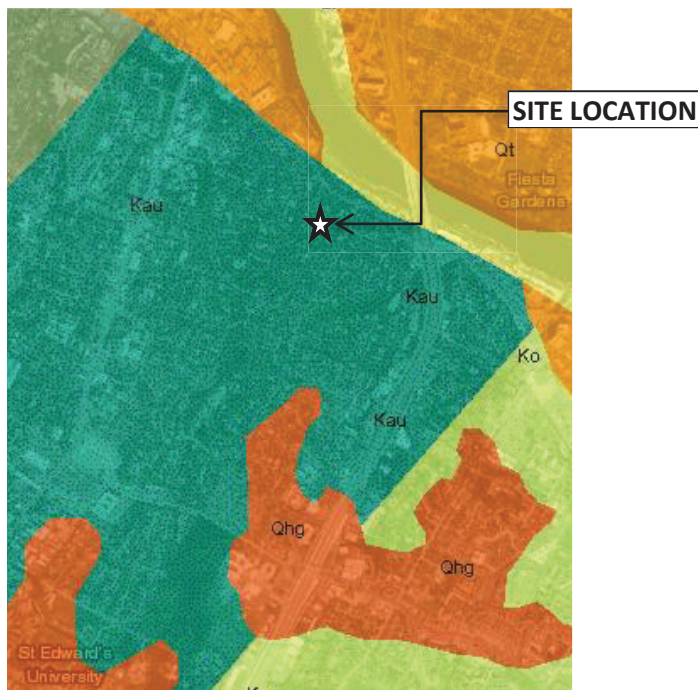 SITE LOCATION
Qt
Fiesta
Gardens
Kau
Kau
Ko
Kau
Qhg
Qhg
St Edward's
University